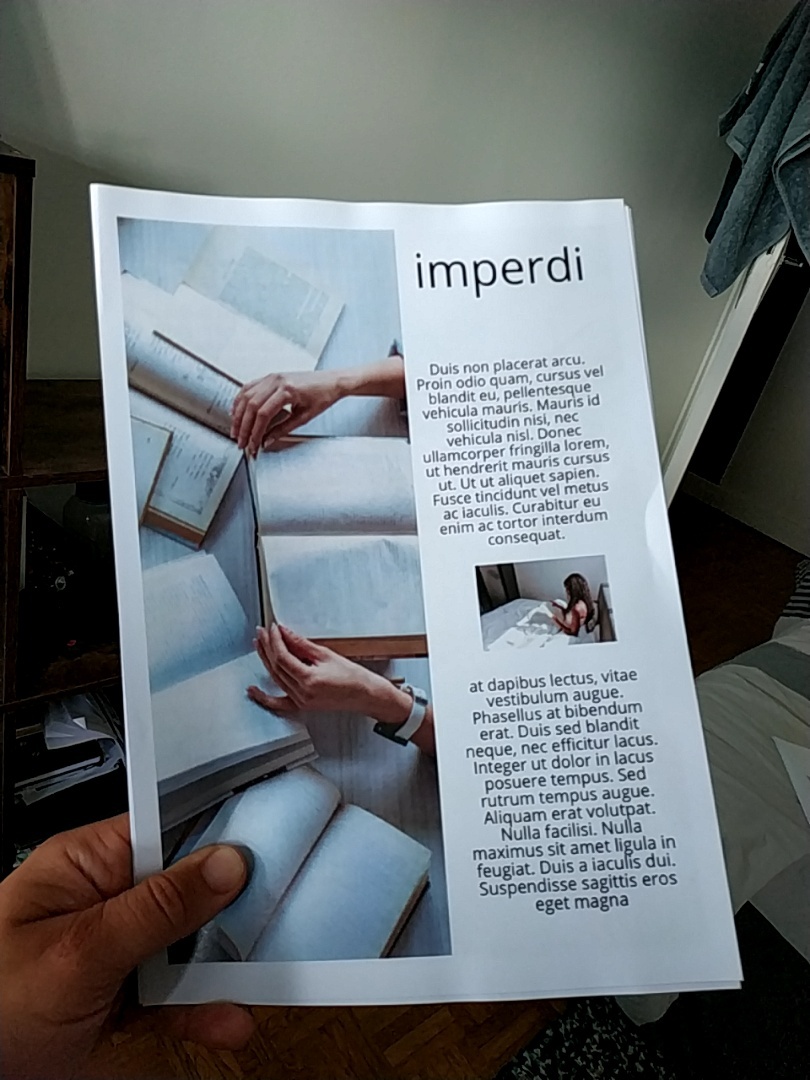 imperdi
Duis non placerat arcu.
Proin odio quam, cursus vel
blandit eu, pellentesque
vehicula mauris. Mauris id
sollicitudin nisi, nec
vehicula nisl. Donec
ullamcorper fringilla lorem,
ut hendrerit mauris cursus
ut. Ut ut aliquet sapien.
Fusce tincidunt vel metus
ac iaculis. Curabitur eu
enim ac tortor interdum
consequat.
at dapibus lectus, vitae
vestibulum augue.
Phasellus at bibendum
erat. Duis sed blandit
neque, nec efficitur lacus.
Integer ut dolor in lacus
posuere tempus. Sed
rutrum tempus augue.
Aliquam erat volutpat.
Nulla facilisi. Nulla
maximus sit amet ligula in
feugiat. Duis a iaculis dui.
Suspendisse sagittis eros
eget magna